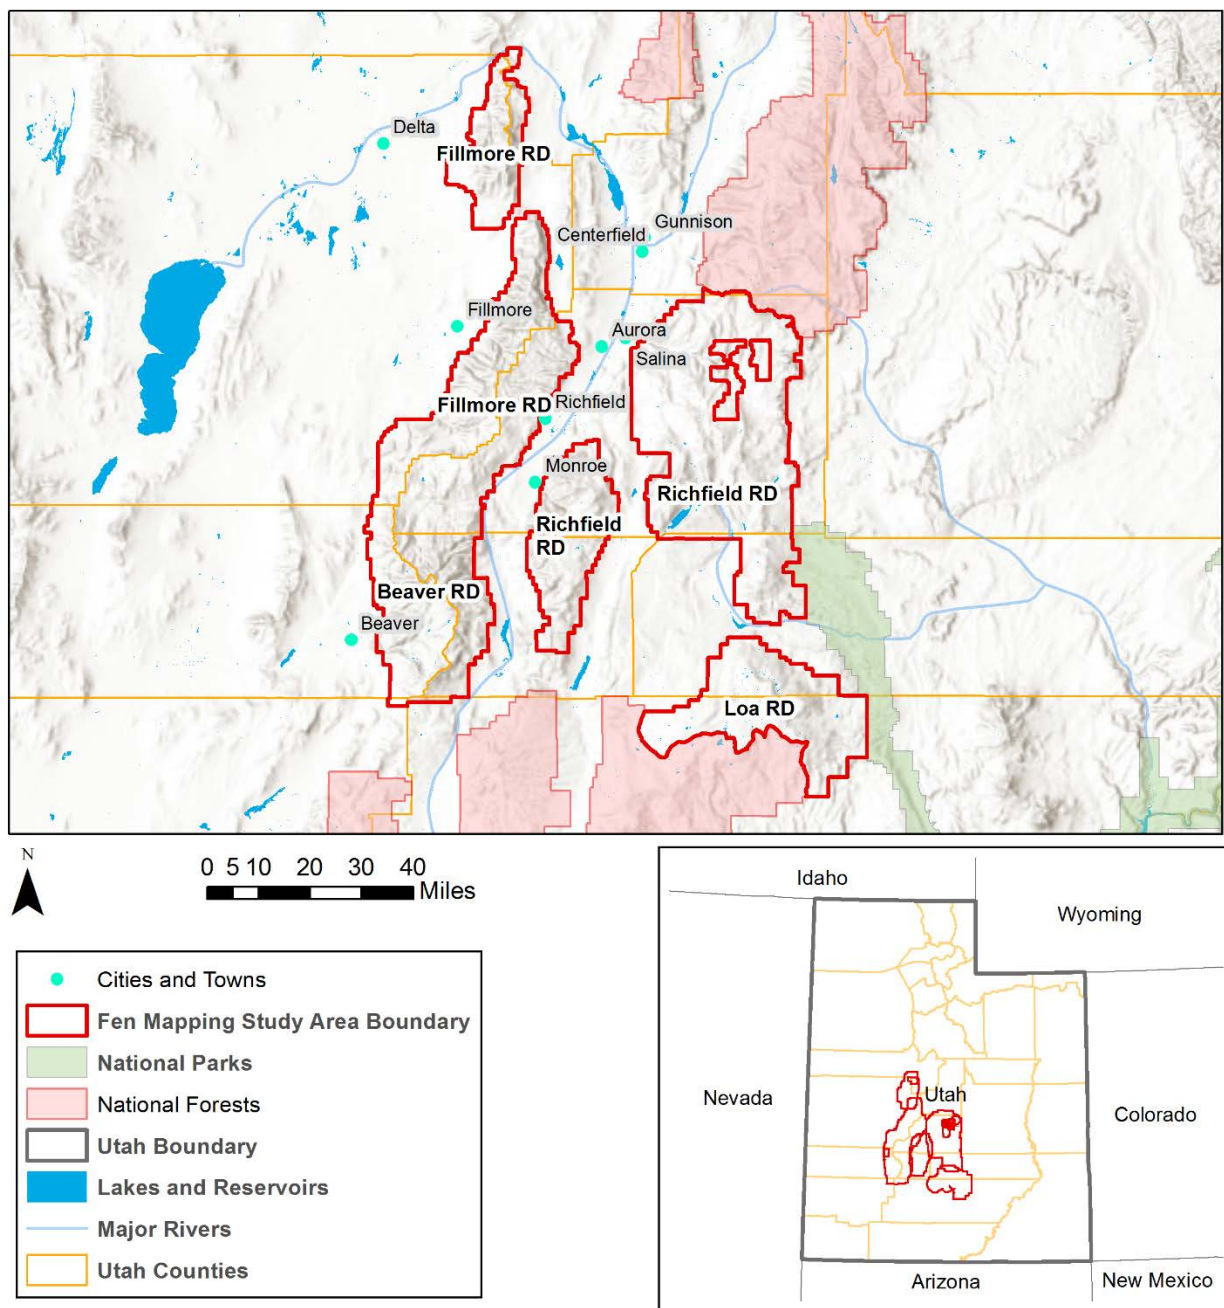 Delta
Fillmore RD
Gunnison
Centerfield
Fillmore
Aurora
Salina
Fillmore RD
Richfield
Monroe
Richfield RD
Richfield
RD
Beaver RD
Beaver
Loa RD
N
0 5 10 20 30 40
Miles
Cities and Towns
Fen Mapping Study Area Boundary
National Parks
National Forests
Utah Boundary
Lakes and Reservoirs
Major Rivers
Utah Counties
Idaho
Wyoming
Nevada
Utah
Colorado
Arizona
New Mexico